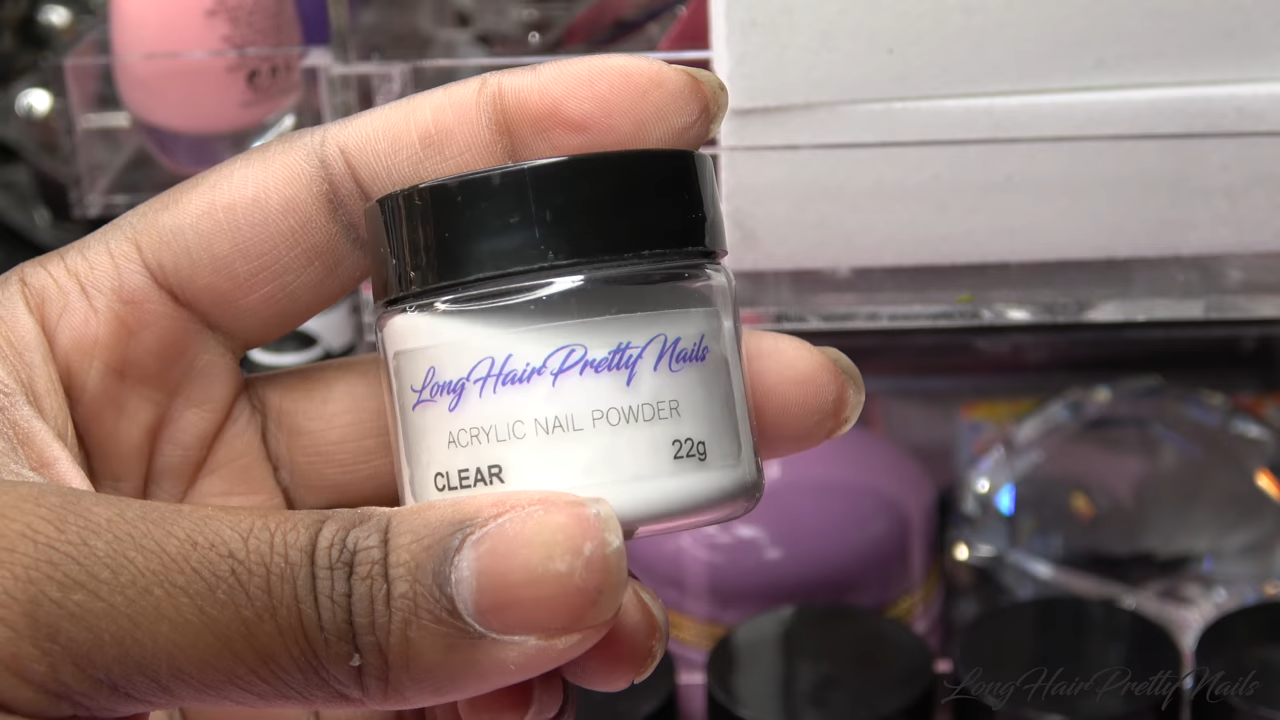 LongHairPrettyNails
ACRYLIC NAIL POWDER
CLEAR
22g
LongHairPrettyNails